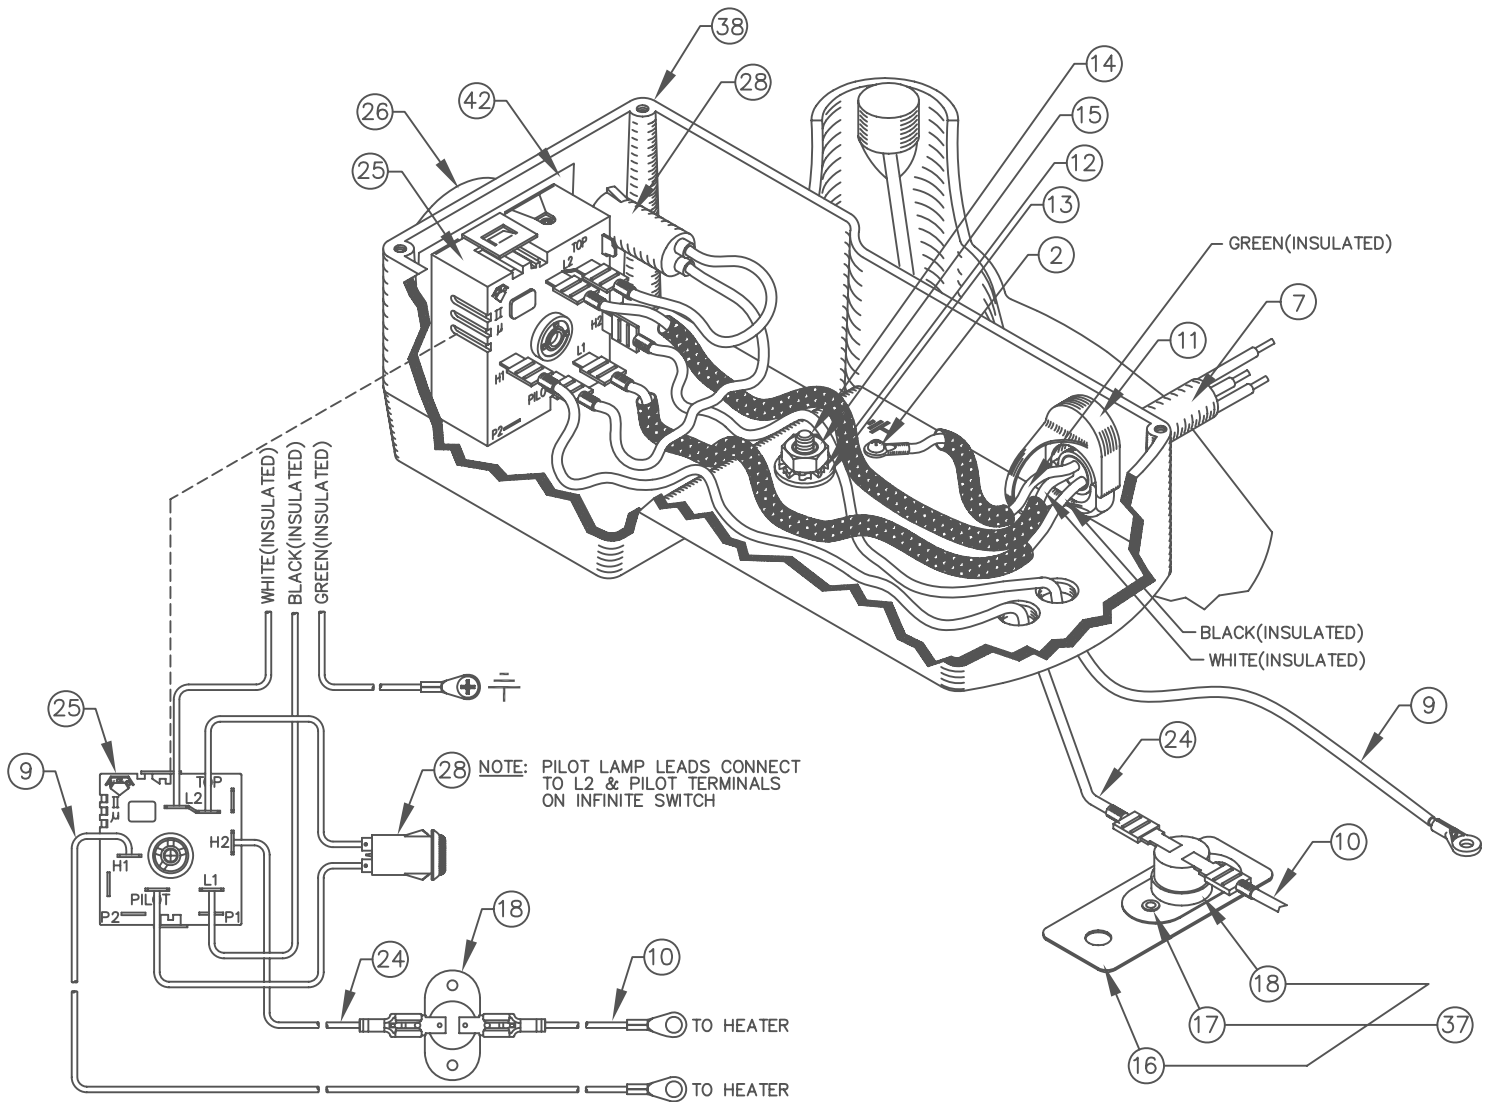 38
14
28
42
15
26
12
25
13
2
GREEN(INSULATED)
7
11
TOP
L2
II
μ
H2
L1
H1
P2
WHITE(INSULATED)
BLACK(INSULATED)
GREEN(INSULATED)
BLACK(INSULATED)
WHITE(INSULATED)
25
9
24
9
28
NOTE: PILOT LAMP LEADS CONNECT
TO L2 & PILOT TERMINALS
ON INFINITE SWITCH
TOP
L2
II
μ
H2
H1
L1
PILOT
P2
P1
10
18
24
10
18
TO HEATER
17
37
16
TO HEATER